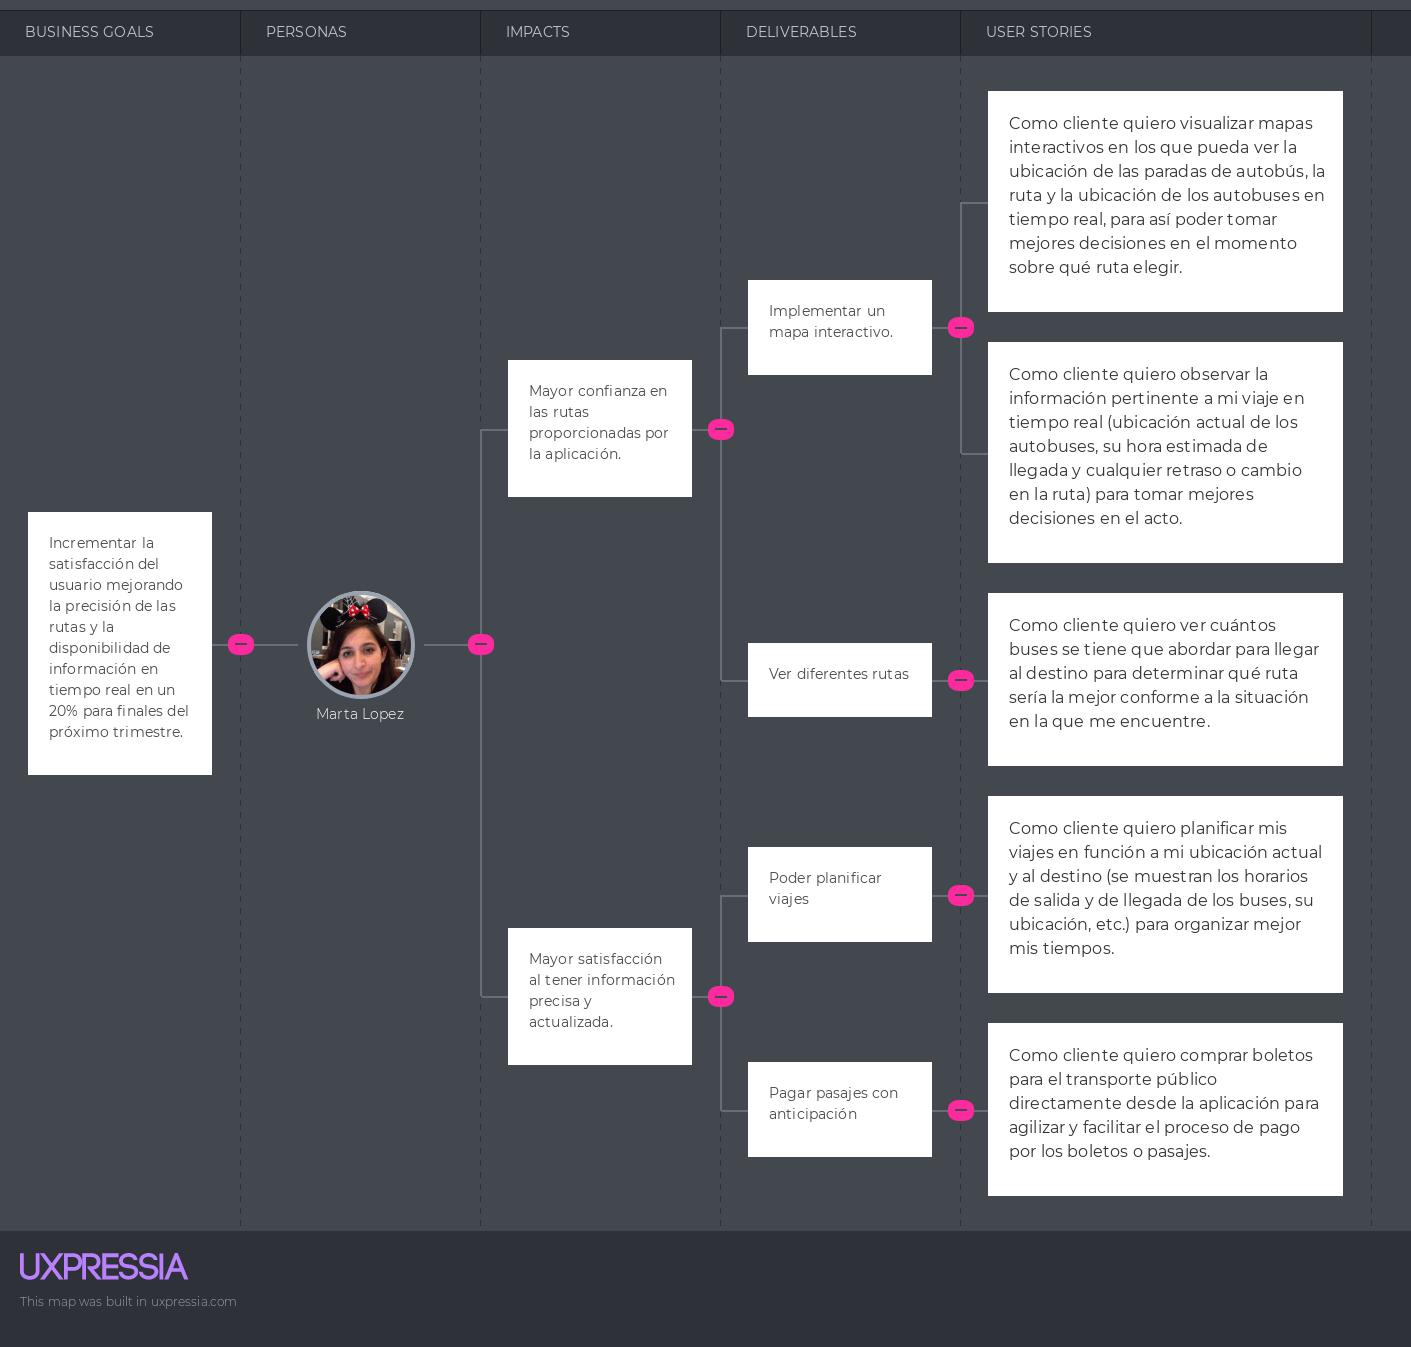 BUSINESS GOALS
PERSONAS
IMPACTS
DELIVERABLES
USER STORIES
Incrementar la
satisfacción del
usuario mejorando
la precisión de las
rutas y la
disponibilidad de
información en
tiempo real en un
20% para finales del
próximo trimestre.
Marta Lopez
Mayor confianza en
las rutas
proporcionadas por
la aplicación.
Mayor satisfacción
al tener información
precisa y
actualizada.
Implementar un
mapa interactivo.
Ver diferentes rutas
Poder planificar
viajes
Pagar pasajes con
anticipación
Como cliente quiero visualizar mapas
interactivos en los que pueda ver la
ubicación de las paradas de autobús, la
ruta y la ubicación de los autobuses en
tiempo real, para así poder tomar
mejores decisiones en el momento
sobre qué ruta elegir.
Como cliente quiero observar la
información pertinente a mi viaje en
tiempo real (ubicación actual de los
autobuses, su hora estimada de
llegada y cualquier retraso o cambio
en la ruta) para tomar mejores
decisiones en el acto.
Como cliente quiero ver cuántos
buses se tiene que abordar para llegar
al destino para determinar qué ruta
sería la mejor conforme a la situación
en la que me encuentre.
Como cliente quiero planificar mis
viajes en función a mi ubicación actual
y al destino (se muestran los horarios
de salida y de llegada de los buses, su
ubicación, etc.) para organizar mejor
mis tiempos.
Como cliente quiero comprar boletos
para el transporte público
directamente desde la aplicación para
agilizar y facilitar el proceso de pago
por los boletos o pasajes.
UXPRESSIA
This map was built in uxpressia.com